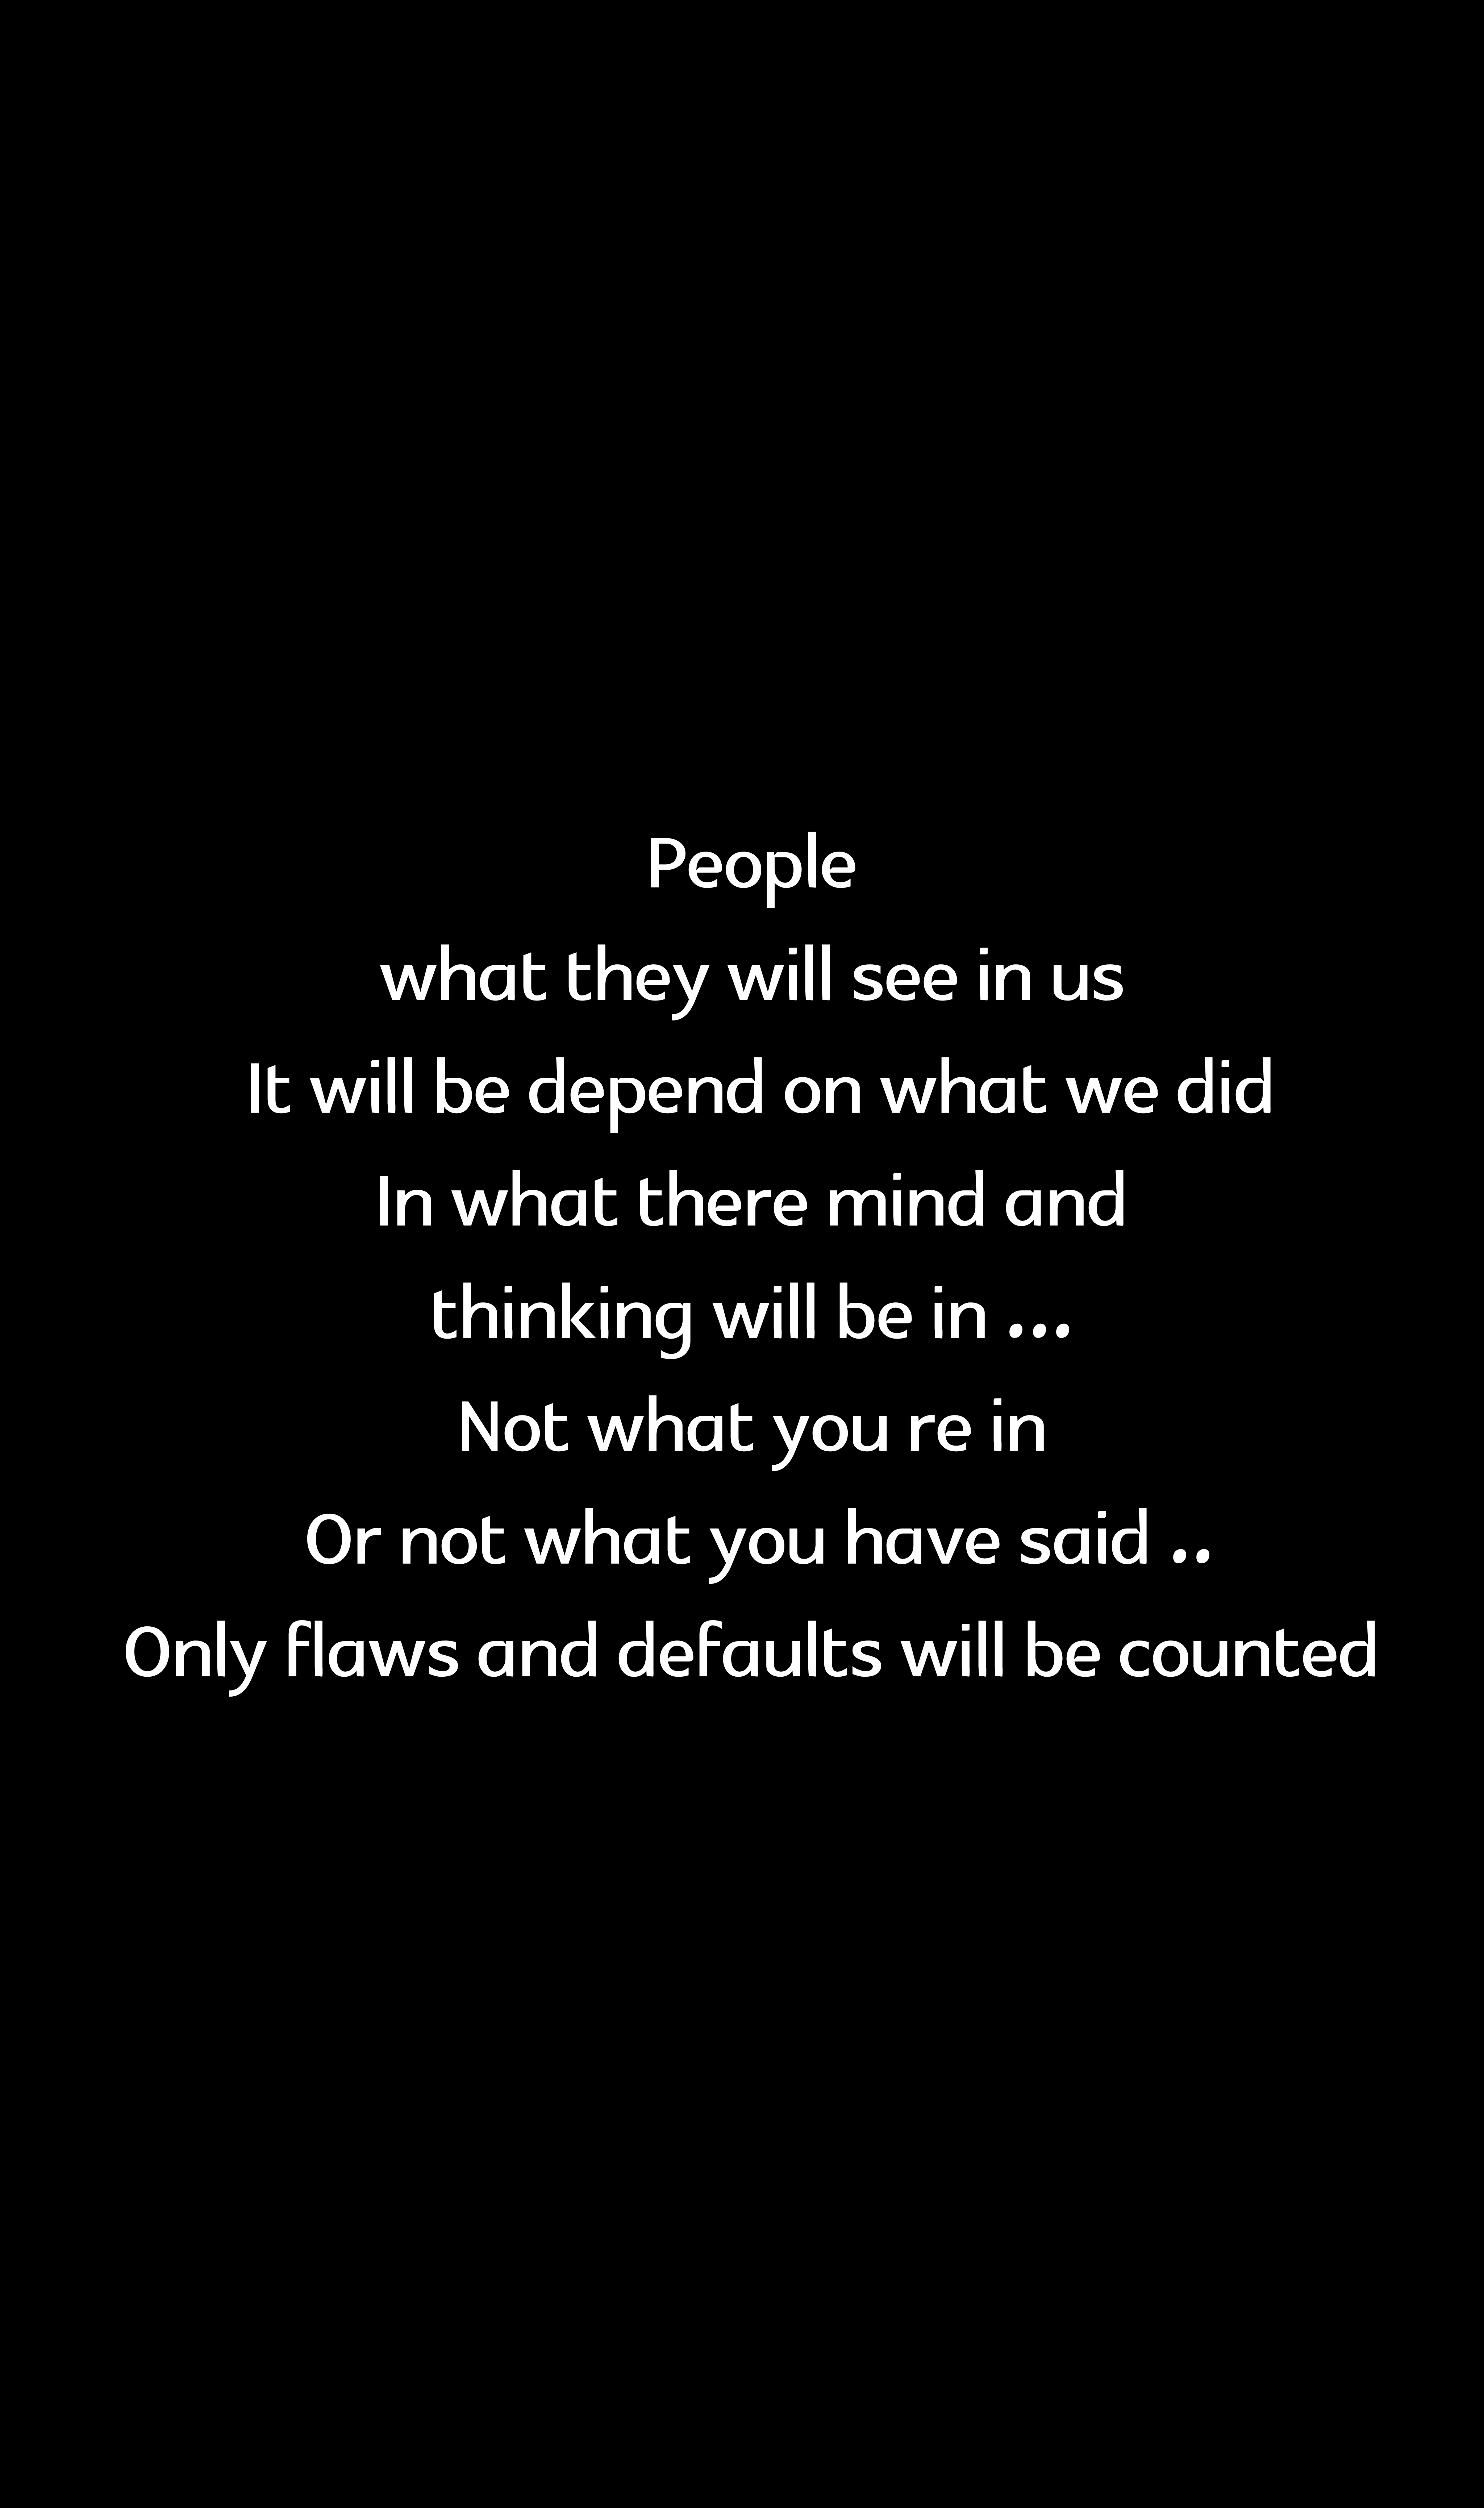 People
what they will see in us
It will be depend on what we did
In what there mind and
thinking will be in ...
Not what you re in
Or not what you have said ..
Only flaws and defaults will be counted